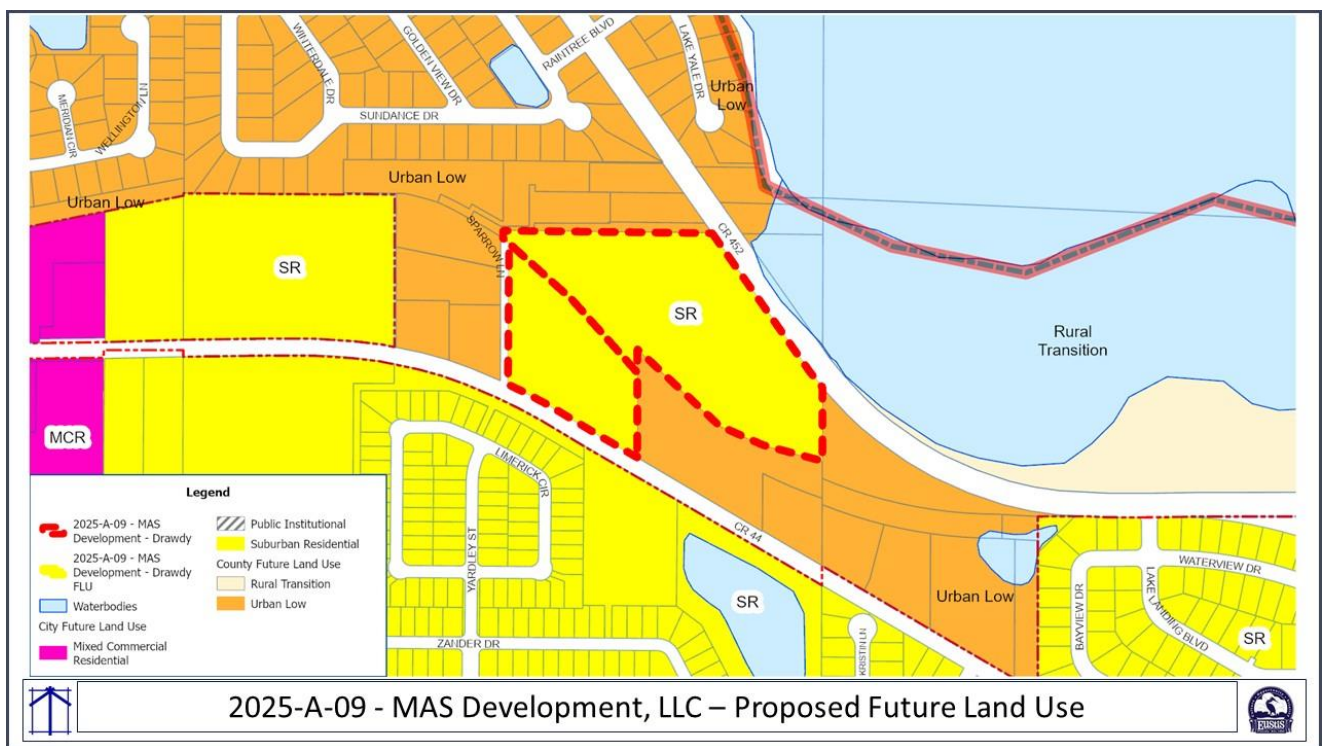 WINTERDALE DR
GOLDEN VIEW DR
RAINTREE BLVD
LAKE YALE DR
MERIDIAN CIR
WELLINGTON LN
SUNDANCE DR
Urban
Low
Urban Low
Urban Low
SPARROW LN
CR 452
SR
SR
Rural
Transition
MCR
LIMERICK CIR
YARDLEY ST
CR 44
ZANDER DR
SR
KRISTIN LN
Urban Low
BAYVIEW DR
WATERVIEW DR
LAKE LANDING BLVD
SR
Legend
2025-A-09 - MAS
Development - Drawdy
2025-A-09 - MAS
Development - Drawdy
FLU
Waterbodies
City Future Land Use
Mixed Commercial
Residential
Public Institutional
Suburban Residential
County Future Land Use
Rural Transition
Urban Low
2025-A-09 - MAS Development, LLC – Proposed Future Land Use
EUSTIS